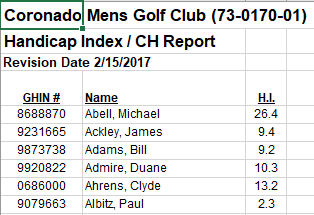 Coronado Mens Golf Club (73-0170-01)
Handicap Index / CH Report
Revision Date 2/15/2017
GHIN # Name H.I.
8688870 Abell, Michael 26.4
9231665 Ackley, James 9.4
9873738 Adams, Bill 9.2
9920822 Admire, Duane 10.3
0686000 Ahrens, Clyde 13.2
9079663 Albitz, Paul 2.3